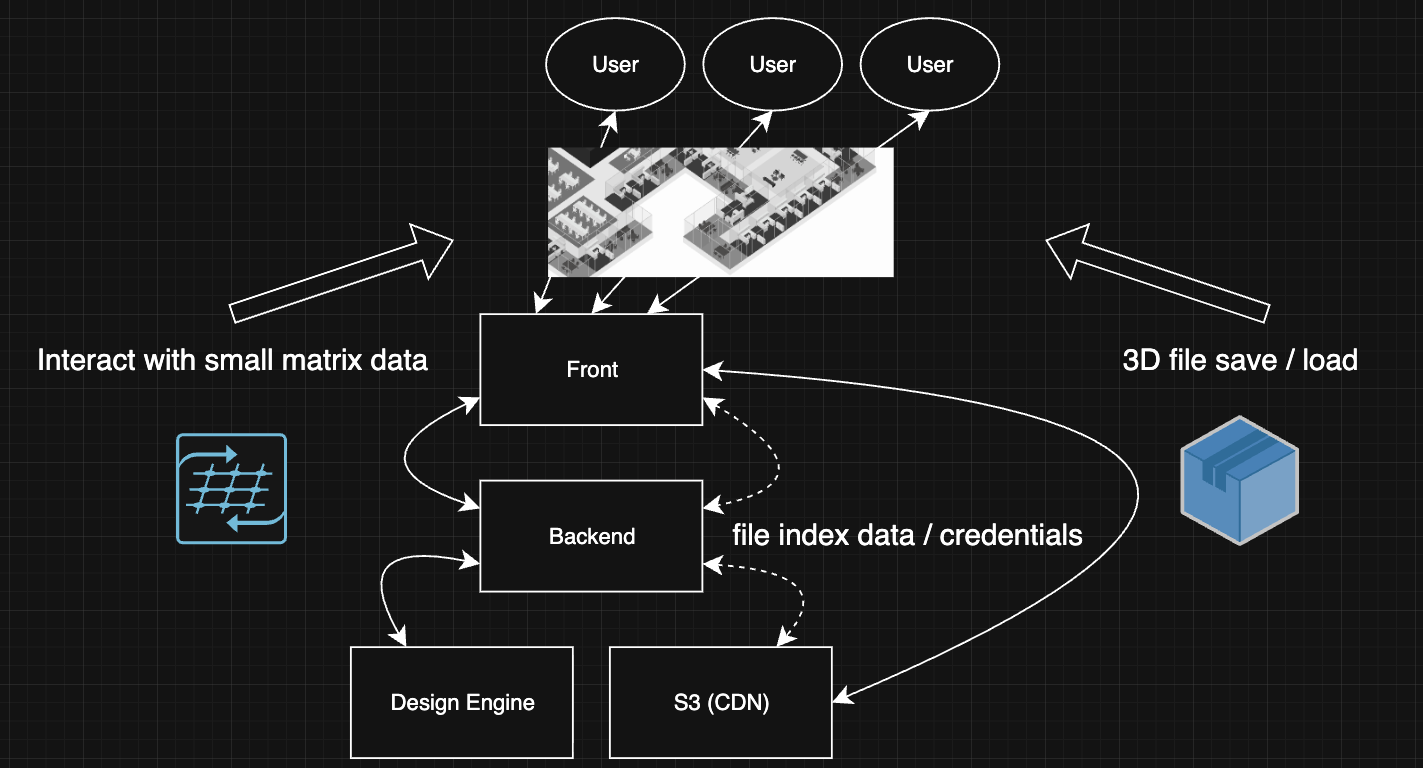 User
User
User
Interact with small matrix data
3D file save / load
Front
Backend
file index data / credentials
Design Engine
S3 (CDN)